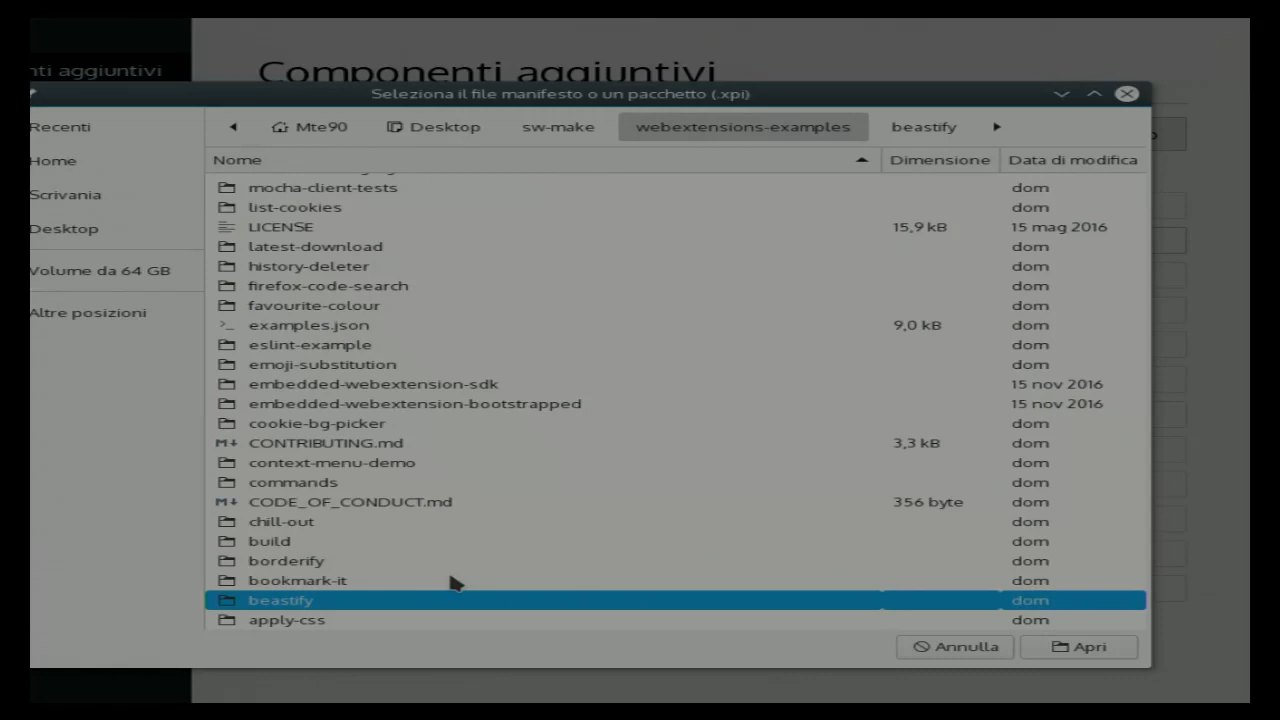 nti aggiuntivi
Componenti aggiuntivi
Seleziona il file manifesto o un pacchetto (.xpi)
Recenti
Home
Scrivania
Desktop
Volume da 64 GB
Altre posizioni
Mte90 Desktop sw-make webextensions-examples beastify
Nome Dimensione Data di modifica
mocha-client-tests dom
list-cookies dom
LICENSE 15,9 kB 15 mag 2016
latest-download dom
history-deleter dom
firefox-code-search dom
favourite-colour dom
examples.json 9,0 kB dom
eslint-example dom
emoji-substitution dom
embedded-webextension-sdk 15 nov 2016
embedded-webextension-bootstrapped 15 nov 2016
cookie-bg-picker dom
CONTRIBUTING.md 3,3 kB dom
context-menu-demo dom
commands dom
CODE_OF_CONDUCT.md 356 byte dom
chill-out dom
build dom
borderify dom
bookmark-it dom
beastify dom
apply-css dom
Annulla Apri